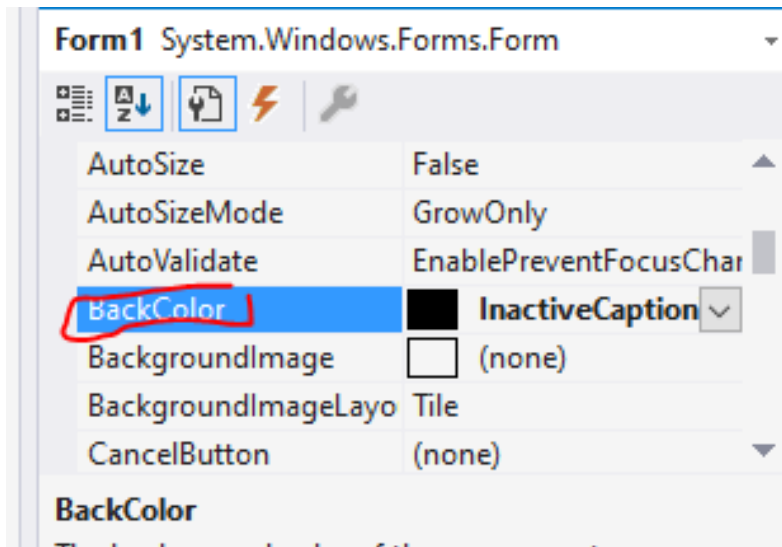 Form1 System.Windows.Forms.Form
AutoSize False
AutoSizeMode GrowOnly
AutoValidate EnablePreventFocusChar
BackColor InactiveCaption
BackgroundImage (none)
BackgroundImageLayo Tile
CancelButton (none)
BackColor